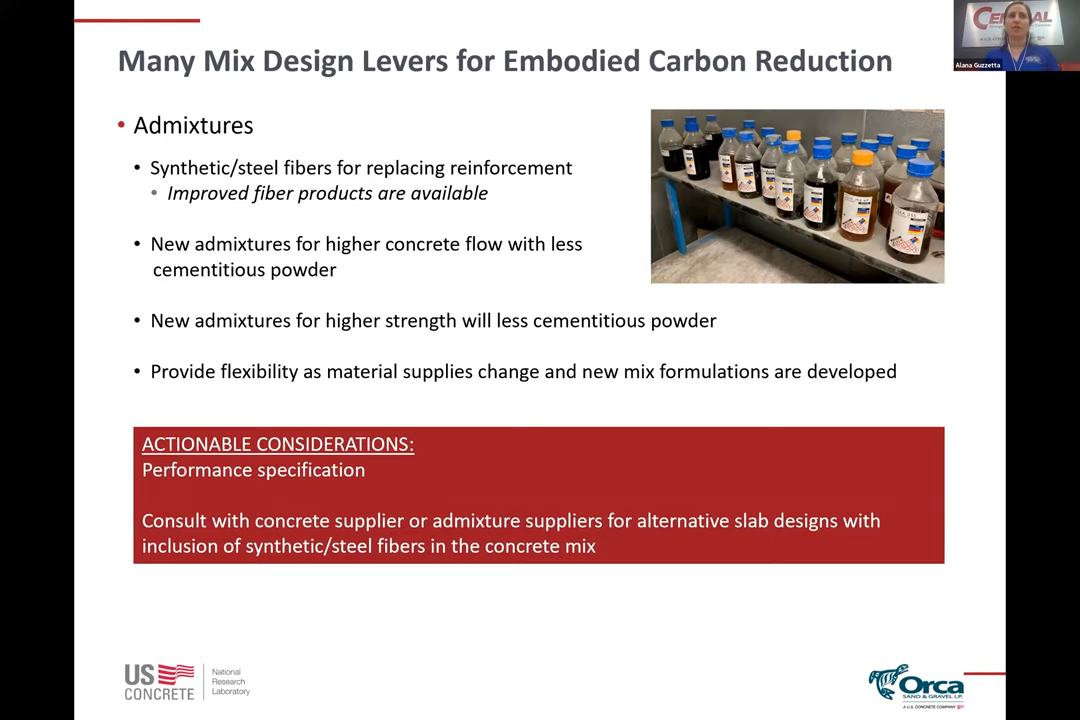 Many Mix Design Levers for Embodied Carbon Reduction
CENTRAL
Alana Guzzetta
• Admixtures
• Synthetic/steel fibers for replacing reinforcement
• Improved fiber products are available
• New admixtures for higher concrete flow with less
cementitious powder
• New admixtures for higher strength will less cementitious powder
• Provide flexibility as material supplies change and new mix formulations are developed
ACTIONABLE CONSIDERATIONS:
Performance specification
Consult with concrete supplier or admixture suppliers for alternative slab designs with
inclusion of synthetic/steel fibers in the concrete mix
US
CONCRETE
National
Research
Laboratory
Orca
SAND & GRAVEL L.P.
A U.S. CONCRETE COMPANY